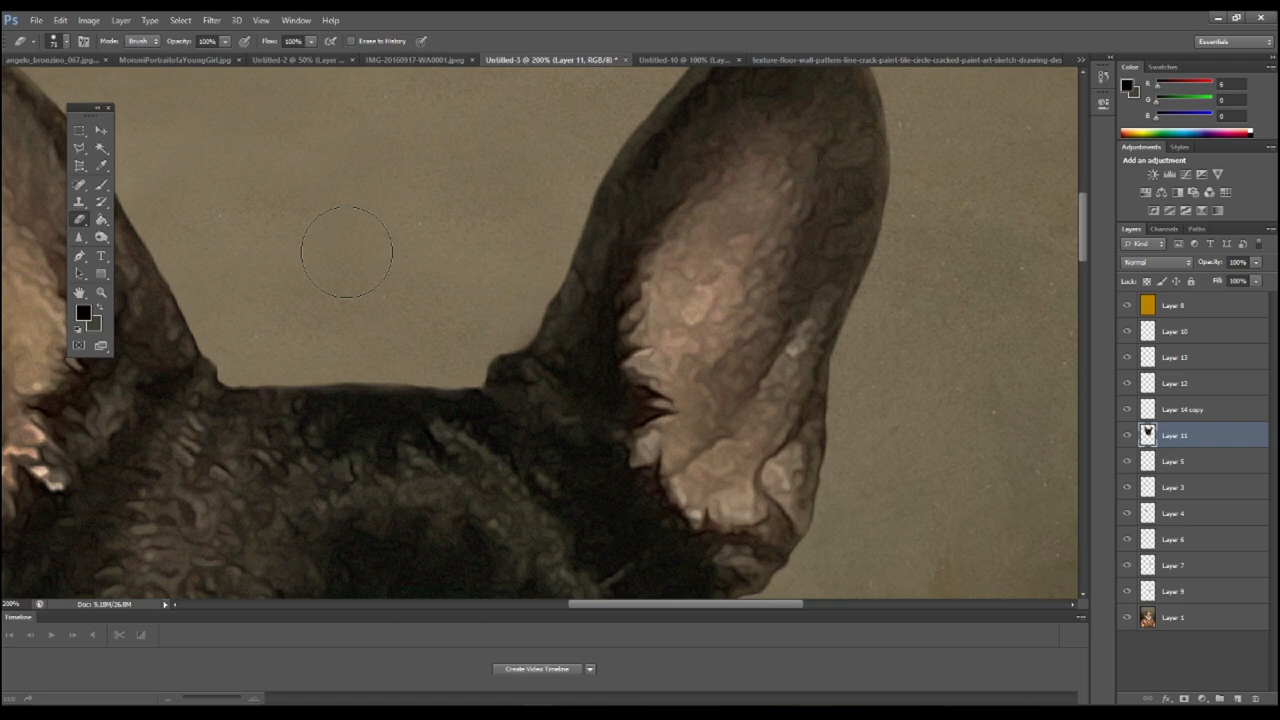 Ps File Edit Image Layer Type Select Filter 3D View Window Help
71 Mode: Brush Opacity: 100% Flow: 100% Erase to History Essentials
angelo_bronzino_067.jpg... × MoroniPortraitofaYoungGirl.jpg × Untitled-2 @ 50% (Layer ... × IMG-20160917-WA0001.jpeg × Untitled-3 @ 200% (Layer 11, RGB/8) * × Untitled-10 @ 100% (Lay... × texture-floor-wall-pattern-line-crack-paint-tile-circle-cracked-paint-art-sketch-drawing-des
Color Swatches
R 6
G 0
B 0
Adjustments Styles
Add an adjustment
Layers Channels Paths
Kind
Normal Opacity: 100%
Lock: Fill: 100%
Layer 8
Layer 10
Layer 13
Layer 12
Layer 14 copy
Layer 11
Layer 5
Layer 3
Layer 4
Layer 6
Layer 7
Layer 9
Layer 1
200% Doc: 9.18M/26.8M
Timeline
Create Video Timeline